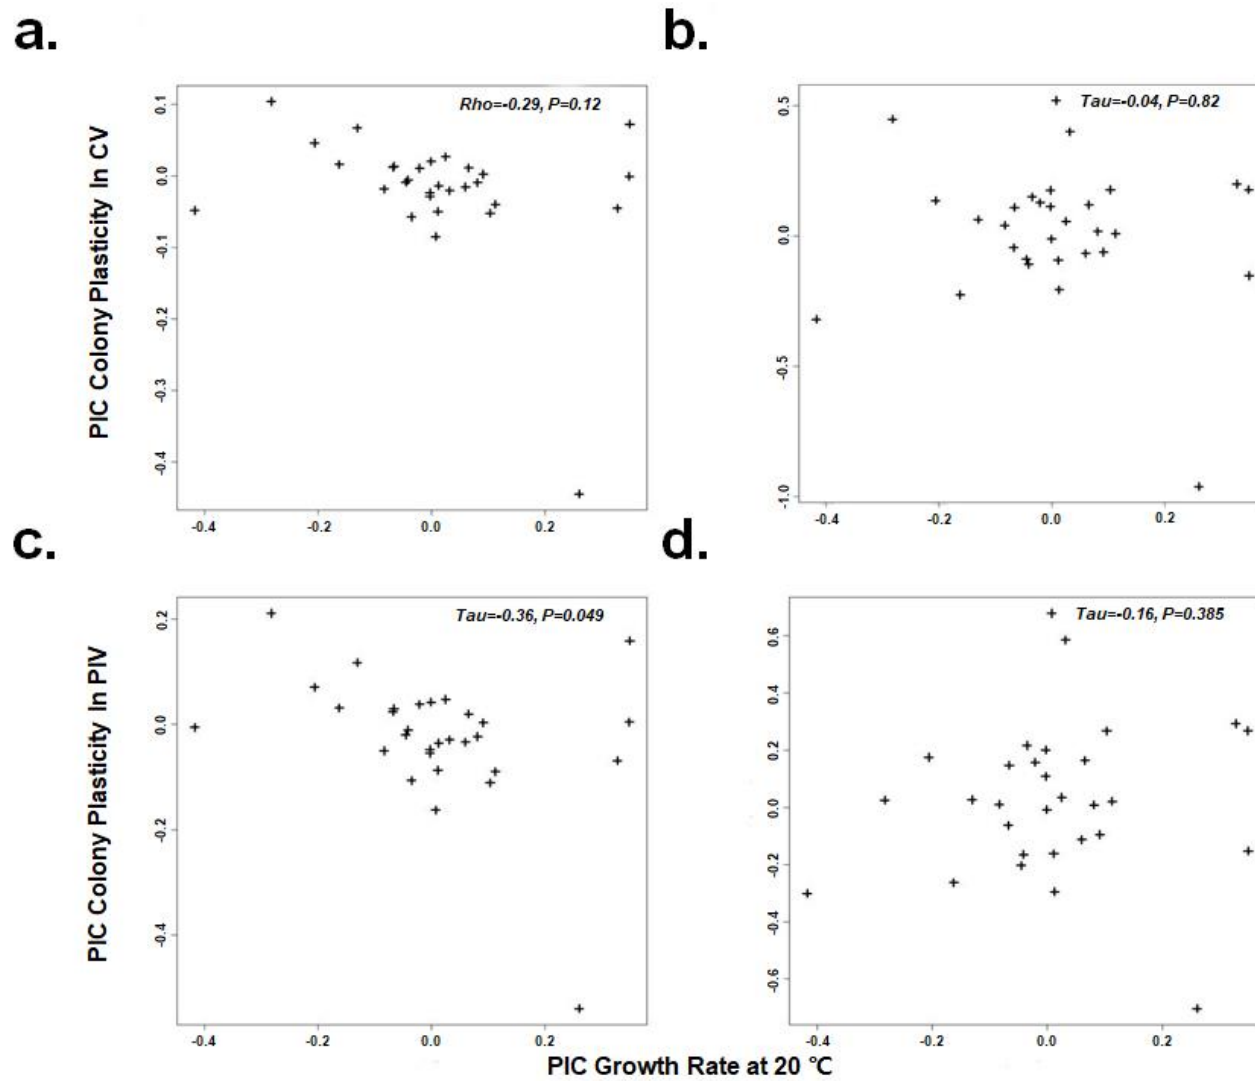 a.
b.
PIC Colony Plasticity In CV
0.1
0.0
-0.1
-0.2
-0.3
-0.4
Rho=-0.29, P=0.12
-0.4 -0.2 0.0 0.2
0.5
0.0
-0.5
-1.0
Tau=-0.04, P=0.82
-0.4 -0.2 0.0 0.2
c.
d.
PIC Colony Plasticity In PIV
0.2
0.0
-0.2
-0.4
Tau=-0.36, P=0.049
-0.4 -0.2 0.0 0.2
0.6
0.4
0.2
0.0
-0.2
-0.4
-0.6
Tau=-0.16, P=0.385
-0.4 -0.2 0.0 0.2
PIC Growth Rate at 20 ℃